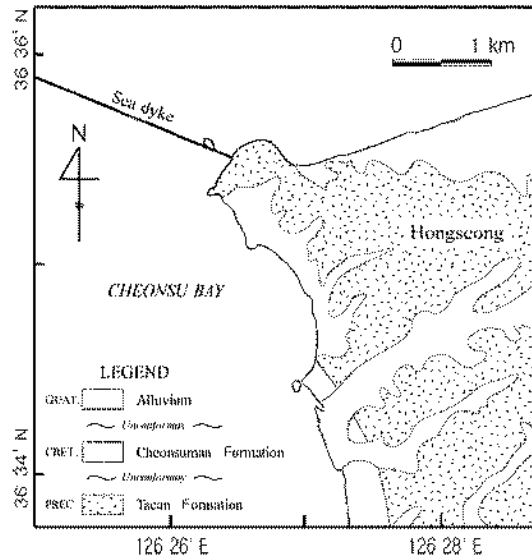 36 36' N
0 1 km
Sea dyke
N
Hongseong
CHEONSU BAY
LEGEND
QUAT. Alluvium
CRET. Cheonsuman Formation
PREC Taean Formation
36 34' N
126 26' E 126 28' E